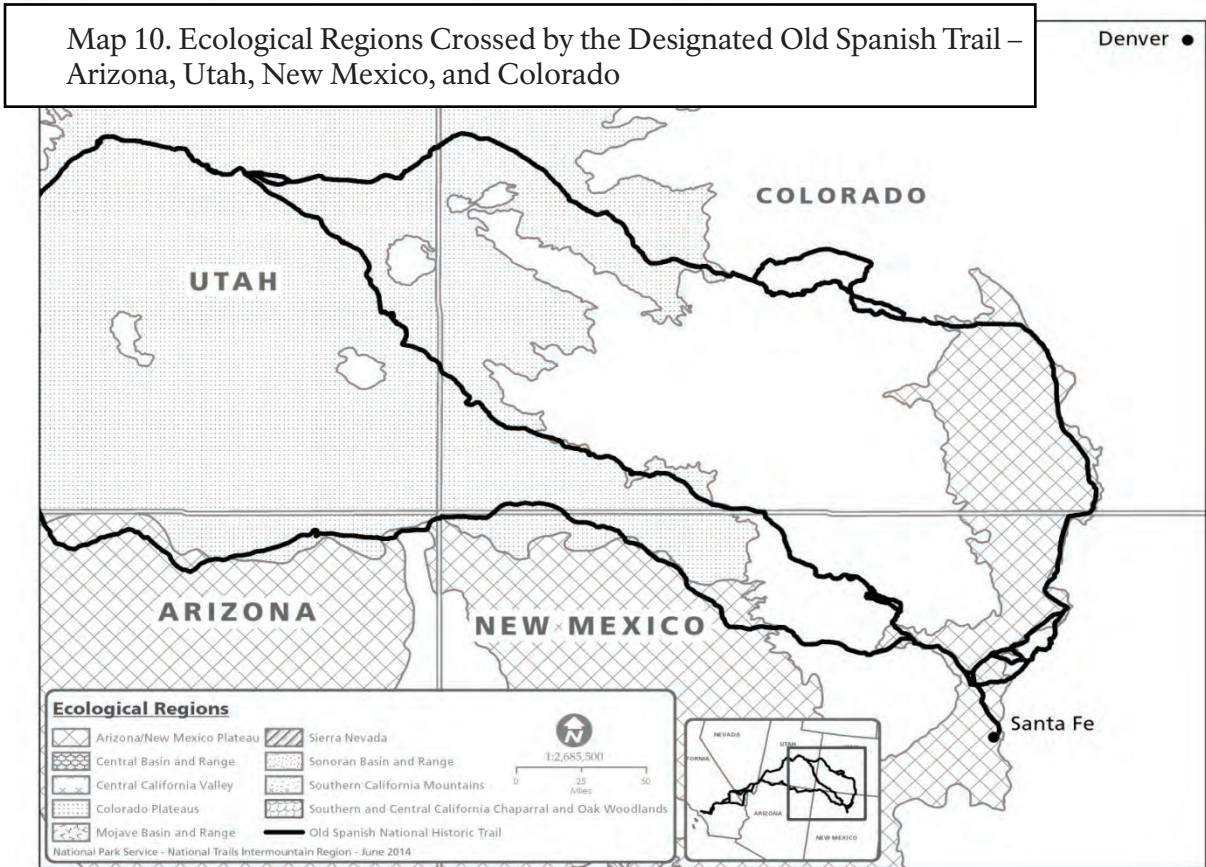 Map 10. Ecological Regions Crossed by the Designated Old Spanish Trail –
Arizona, Utah, New Mexico, and Colorado
Denver
COLORADO
UTAH
ARIZONA
NEW MEXICO
Santa Fe
Ecological Regions
Arizona/New Mexico Plateau
Central Basin and Range
Central California Valley
Colorado Plateaus
Mojave Basin and Range
Sierra Nevada
Sonoran Basin and Range
Southern California Mountains
Southern and Central California Chaparral and Oak Woodlands
Old Spanish National Historic Trail
N
1:2,685,500
0 25 50
Miles
National Park Service - National Trails Intermountain Region - June 2014
NEVADA
UTAH
FORNIA
ARIZONA
NEW MEXICO